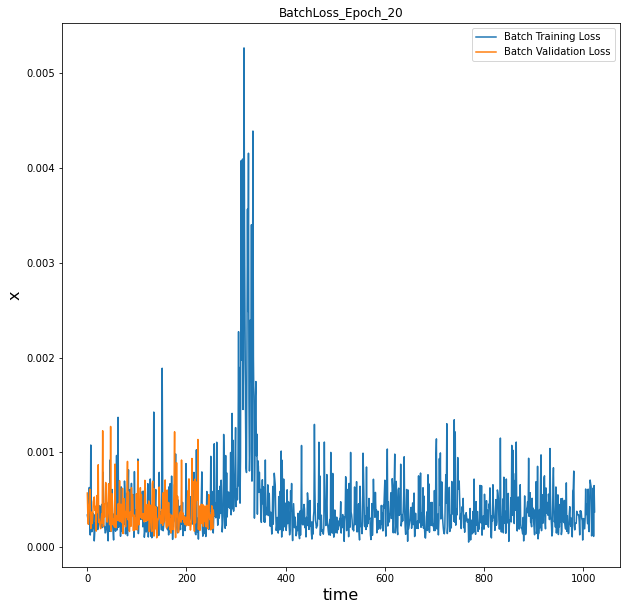 BatchLoss_Epoch_20
Batch Training Loss
Batch Validation Loss
0.005
0.004
0.003
0.002
0.001
0.000
x
0 200 400 600 800 1000
time